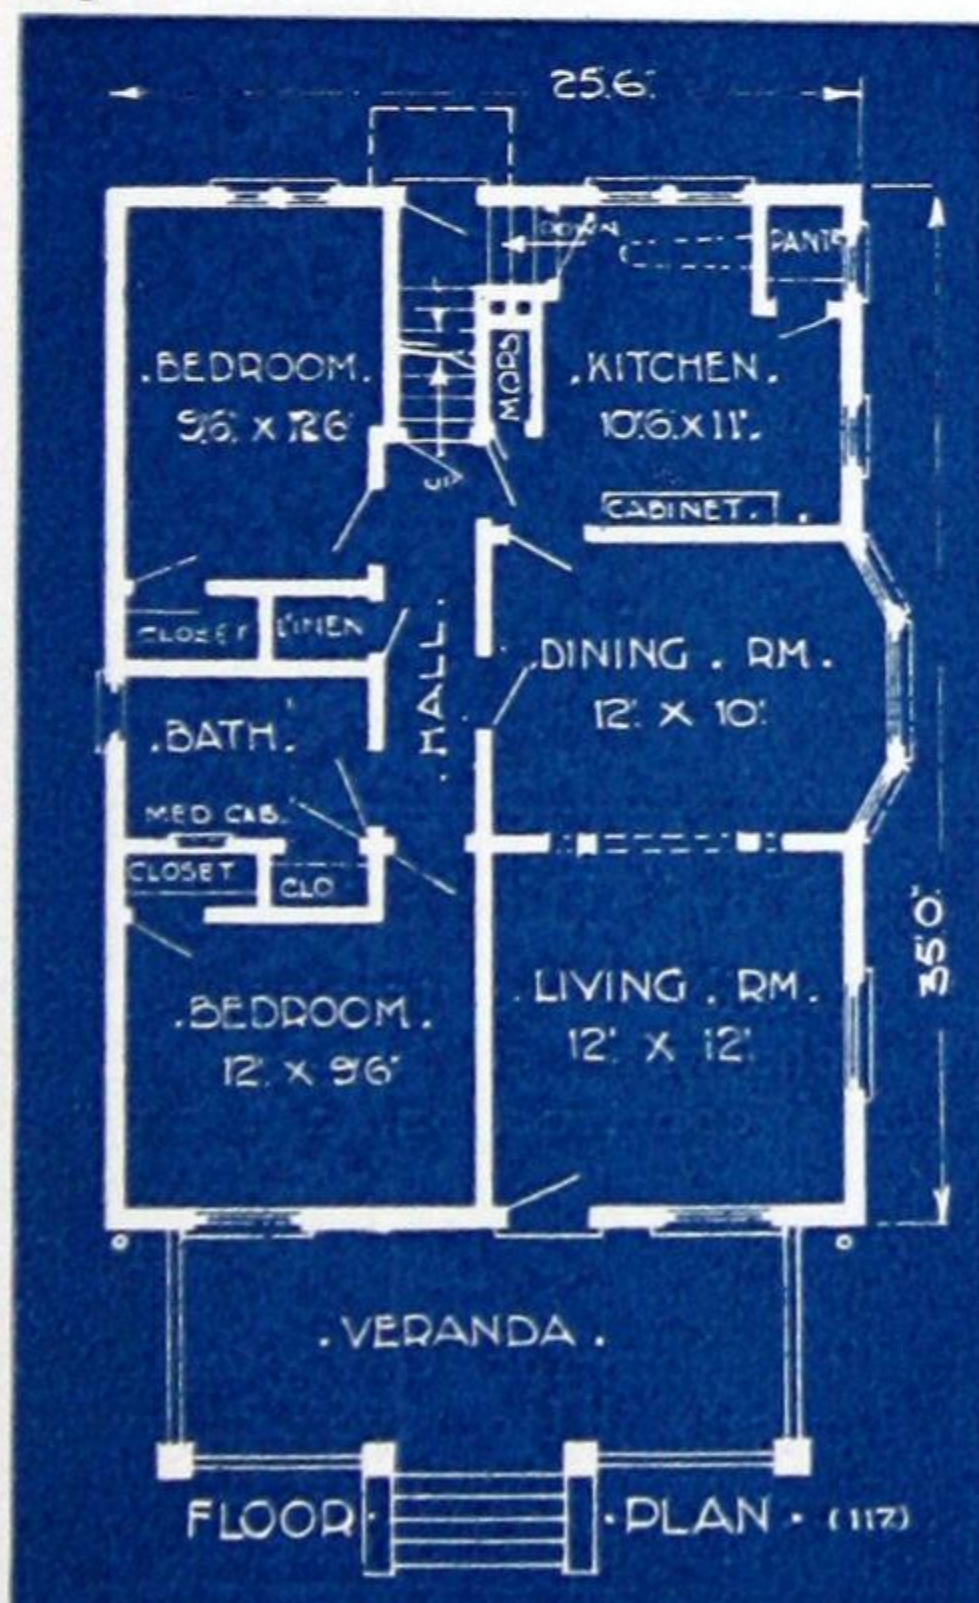 25'6"
DOWN
PANTR
.BEDROOM.
9'6" X 12'6"
MOPS
.KITCHEN.
10'6" X 11'.
UP
CABINET.
CLOSET
LINEN
.HALL.
.DINING . RM.
12' X 10'
.BATH.
MED CAB.
CLOSET
CLO
35'0"
.BEDROOM.
12' X 9'6"
. LIVING . RM.
12' X 12'
. VERANDA .
FLOOR · PLAN · (117)